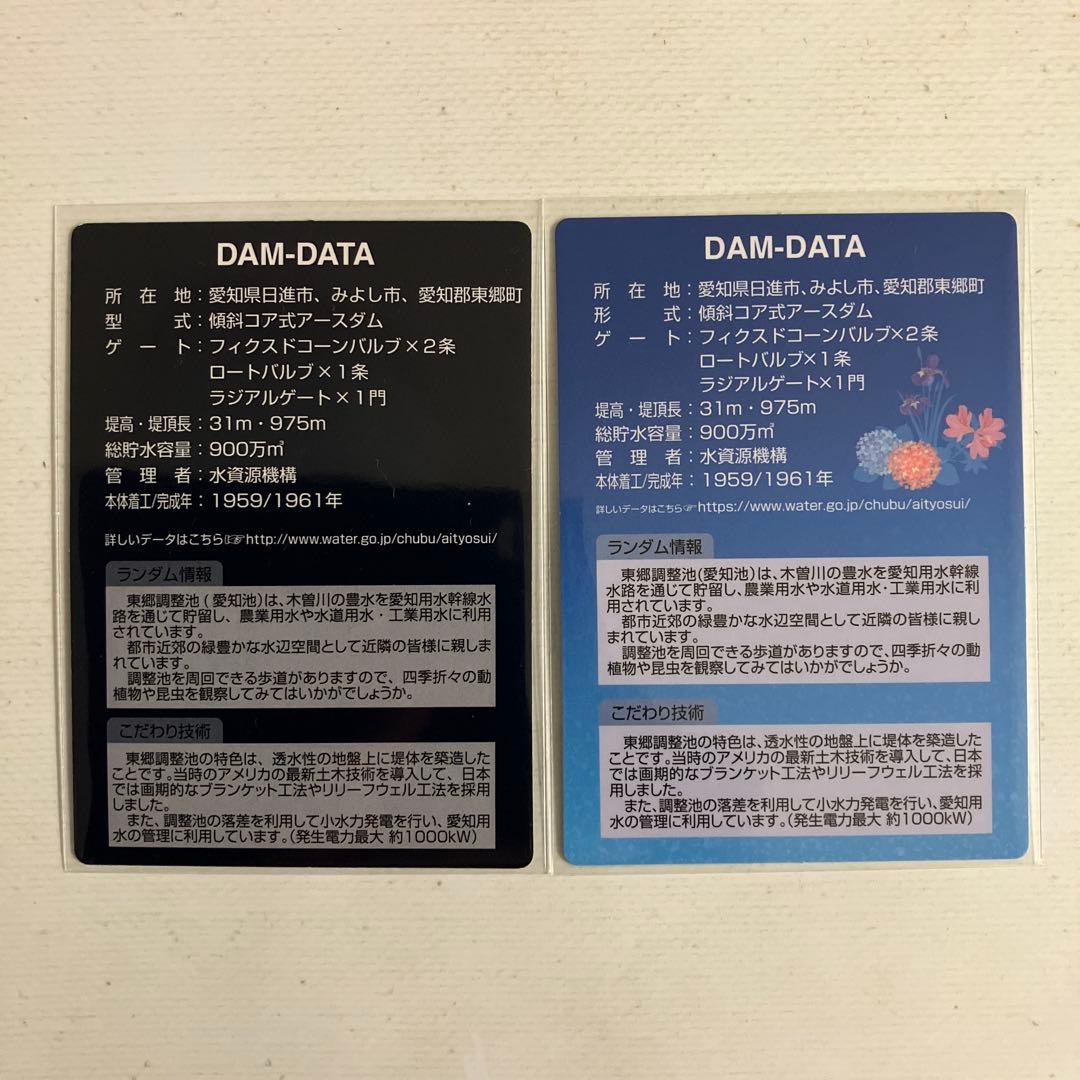 DAM-DATA
所在地：愛知県日進市、みよし市、愛知郡東郷町
型式：傾斜コア式アースダム
ゲート：フィクスドコーンバルブ×2条
ロートバルブ×1条
ラジアルゲート×1門
堤高・堤頂長：31m・975m
総貯水容量：900万㎥
管理者：水資源機構
本体着工/完成年：1959/1961年
詳しいデータはこちら☞http://www.water.go.jp/chubu/aityosui/
ランダム情報
東郷調整池(愛知池)は、木曽川の豊水を愛知用水幹線水
路を通じて貯留し、農業用水や水道用水・工業用水に利用
されています。
都市近郊の緑豊かな水辺空間として近隣の皆様に親しま
れています。
調整池を周回できる歩道がありますので、四季折々の動
植物や昆虫を観察してみてはいかがでしょうか。
こだわり技術
東郷調整池の特色は、透水性の地盤上に堤体を築造した
ことです。当時のアメリカの最新土木技術を導入して、日本
では画期的なブランケット工法やリリーフウェル工法を採用
しました。
また、調整池の落差を利用して小水力発電を行い、愛知用
水の管理に利用しています。(発生電力最大 約1000kW)
DAM-DATA
所在地：愛知県日進市、みよし市、愛知郡東郷町
形式：傾斜コア式アースダム
ゲート：フィクスドコーンバルブ×2条
ロートバルブ×1条
ラジアルゲート×1門
堤高・堤頂長：31m・975m
総貯水容量：900万㎥
管理者：水資源機構
本体着工/完成年：1959/1961年
詳しいデータはこちら☞https://www.water.go.jp/chubu/aityosui/
ランダム情報
東郷調整池(愛知池)は、木曽川の豊水を愛知用水幹線
水路を通じて貯留し、農業用水や水道用水・工業用水に利
用されています。
都市近郊の緑豊かな水辺空間として近隣の皆様に親し
まれています。
調整池を周回できる歩道がありますので、四季折々の動
植物や昆虫を観察してみてはいかがでしょうか。
こだわり技術
東郷調整池の特色は、透水性の地盤上に堤体を築造した
ことです。当時のアメリカの最新土木技術を導入して、日本
では画期的なブランケット工法やリリーフウェル工法を採
用しました。
また、調整池の落差を利用して小水力発電を行い、愛知用
水の管理に利用しています。(発生電力最大 約1000kW)